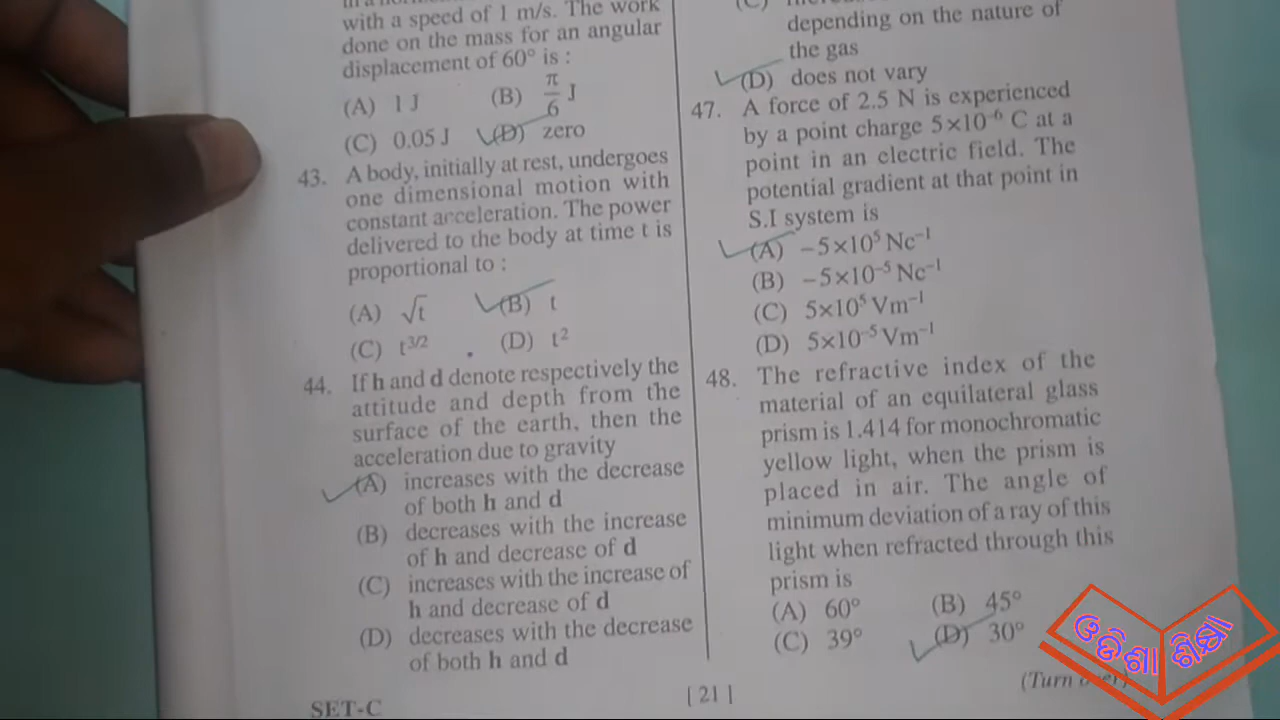 with a speed of 1 m/s. The work
done on the mass for an angular
displacement of 60° is :
(A) 1 J (B) π/6 J
(C) 0.05 J (D) zero
43. A body, initially at rest, undergoes
one dimensional motion with
constant acceleration. The power
delivered to the body at time t is
proportional to :
(A) √t (B) t
(C) t^3/2 (D) t²
44. If h and d denote respectively the
attitude and depth from the
surface of the earth, then the
acceleration due to gravity
(A) increases with the decrease
of both h and d
(B) decreases with the increase
of h and decrease of d
(C) increases with the increase of
h and decrease of d
(D) decreases with the decrease
of both h and d
SET-C
depending on the nature of
the gas
(D) does not vary
47. A force of 2.5 N is experienced
by a point charge 5×10⁻⁶ C at a
point in an electric field. The
potential gradient at that point in
S.I system is
(A) −5×10⁵ Nc⁻¹
(B) −5×10⁻⁵ Nc⁻¹
(C) 5×10⁵ Vm⁻¹
(D) 5×10⁻⁵ Vm⁻¹
48. The refractive index of the
material of an equilateral glass
prism is 1.414 for monochromatic
yellow light, when the prism is
placed in air. The angle of
minimum deviation of a ray of this
light when refracted through this
prism is
(A) 60° (B) 45°
(C) 39° (D) 30°
[ 21 ]
(Turn over)
ଓଡିଶା ଶିକ୍ଷା